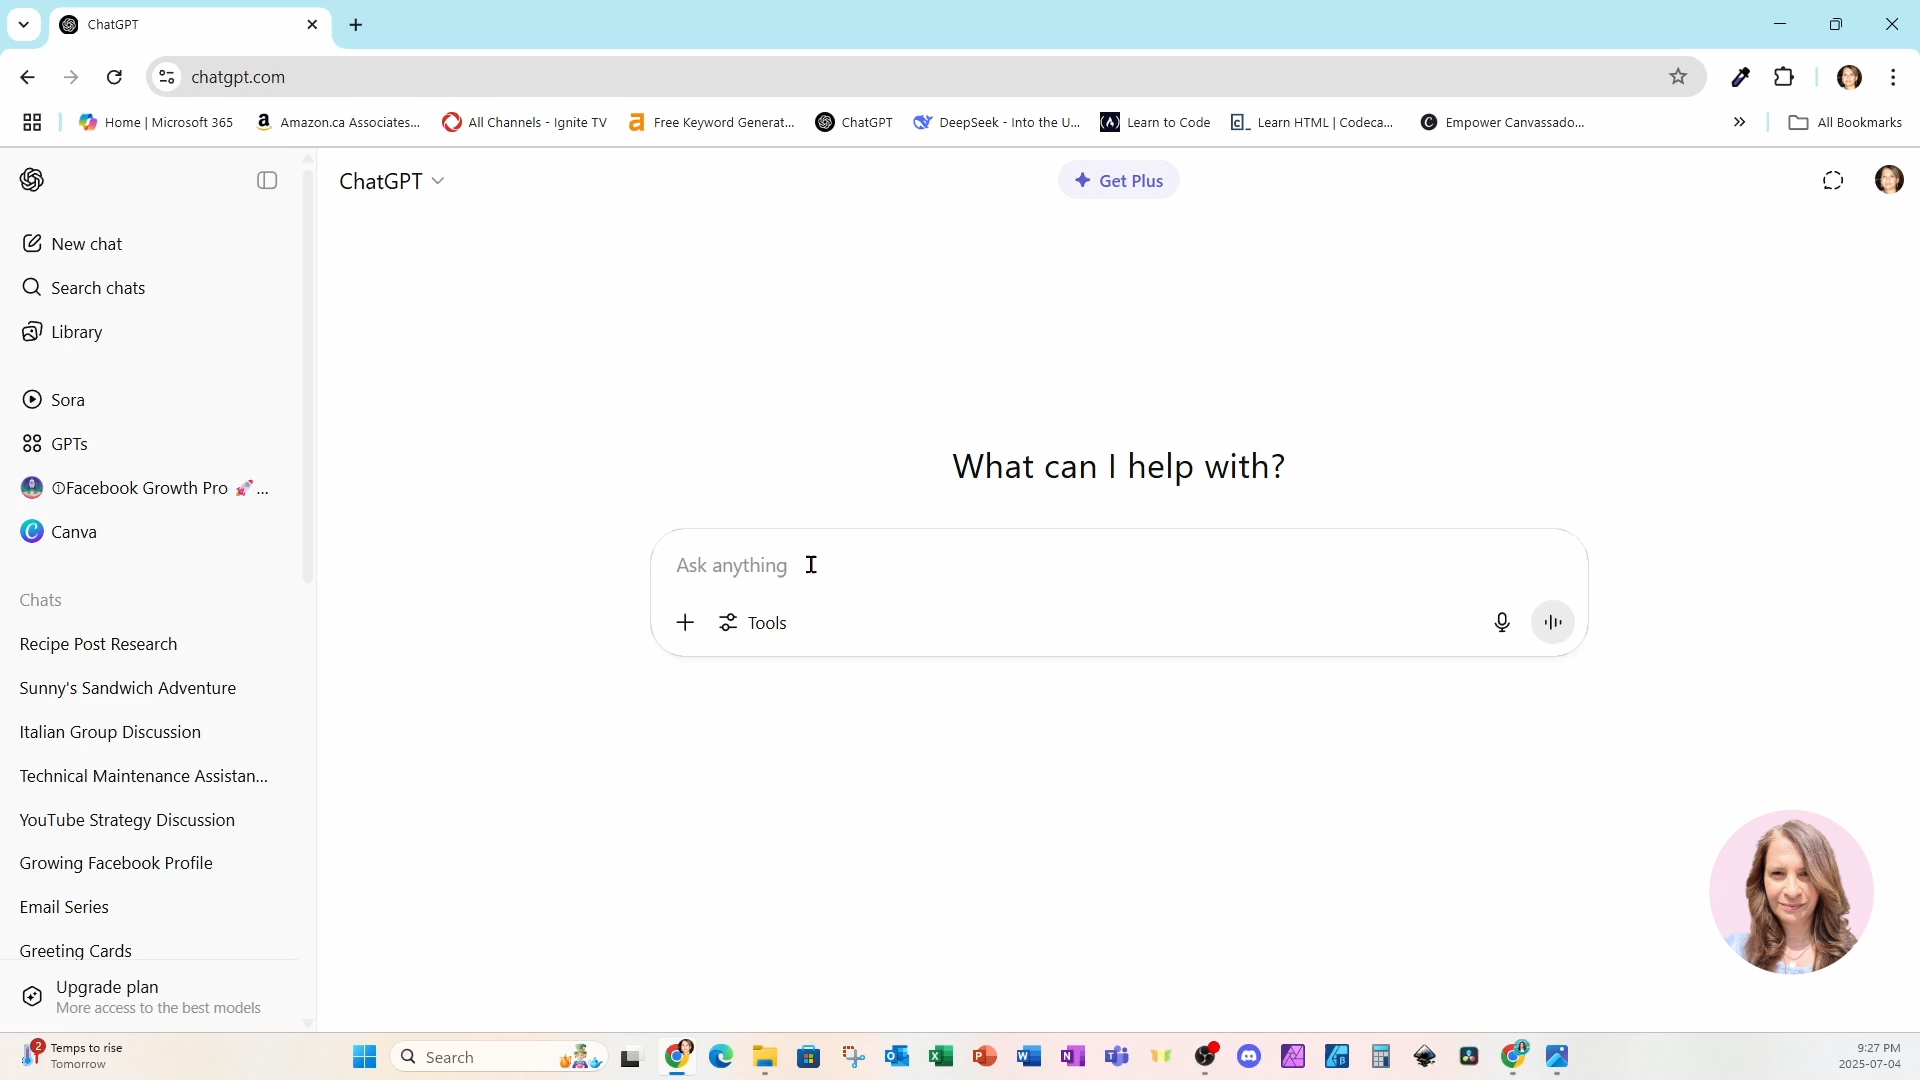 ChatGPT
chatgpt.com
Home | Microsoft 365
Amazon.ca Associates...
All Channels - Ignite TV
Free Keyword Generat...
ChatGPT
DeepSeek - Into the U...
Learn to Code
Learn HTML | Codeca...
Empower Canvassado...
All Bookmarks
ChatGPT
Get Plus
New chat
Search chats
Library
Sora
GPTs
①Facebook Growth Pro 🚀 ...
Canva
Chats
Recipe Post Research
Sunny's Sandwich Adventure
Italian Group Discussion
Technical Maintenance Assistan...
YouTube Strategy Discussion
Growing Facebook Profile
Email Series
Greeting Cards
Upgrade plan
More access to the best models
What can I help with?
Ask anything
Tools
2
Temps to rise
Tomorrow
Search
9:27 PM
2025-07-04